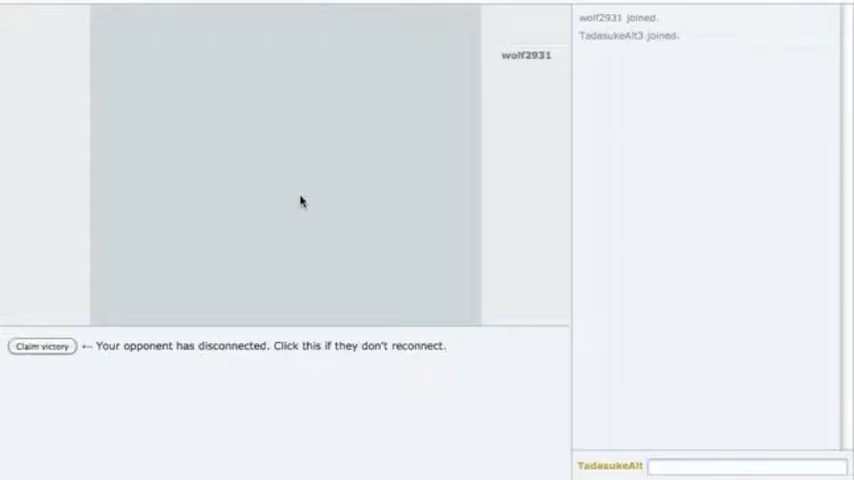 wolf2931 joined.
TadasukeAlt3 joined.
wolf2931
Claim victory ← Your opponent has disconnected. Click this if they don't reconnect.
TadasukeAlt